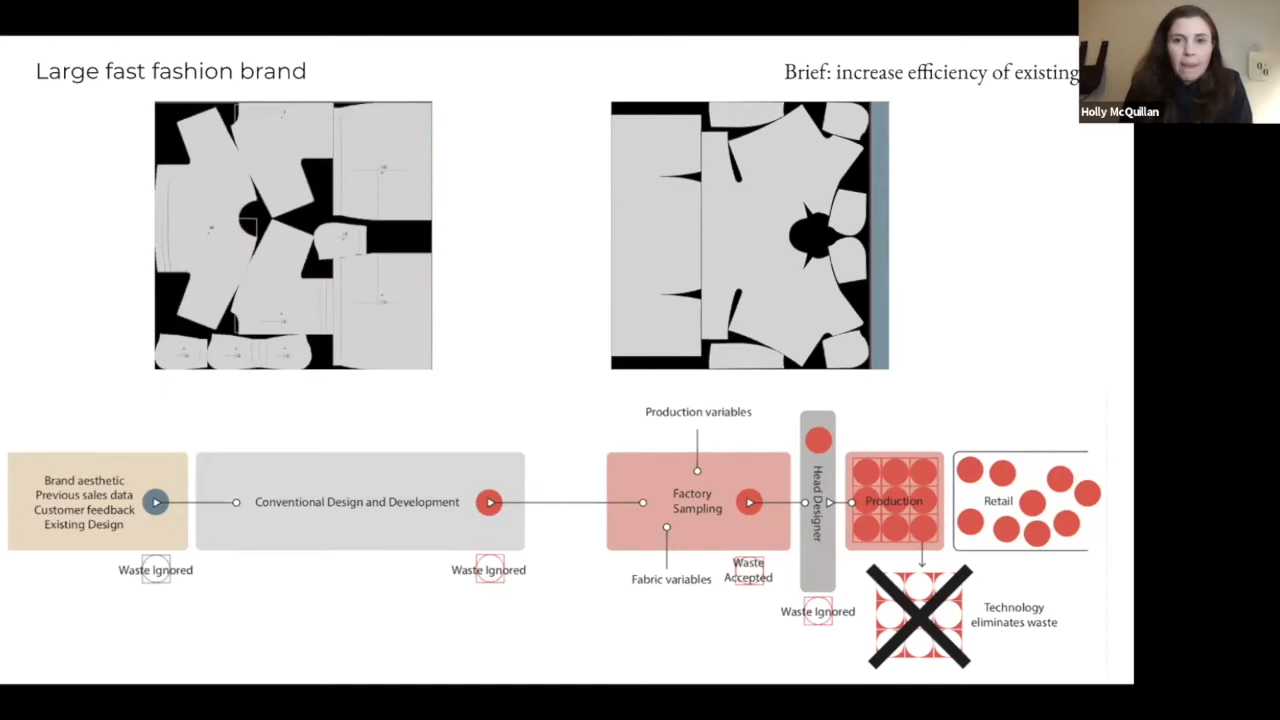 Large fast fashion brand
Brief: increase efficiency of existing
Holly McQuillan
Production variables
Brand aesthetic
Previous sales data
Customer feedback
Existing Design
Conventional Design and Development
Factory
Sampling
Head Designer
Production
Retail
Waste Ignored
Waste Ignored
Fabric variables
Waste
Accepted
Waste Ignored
Technology
eliminates waste